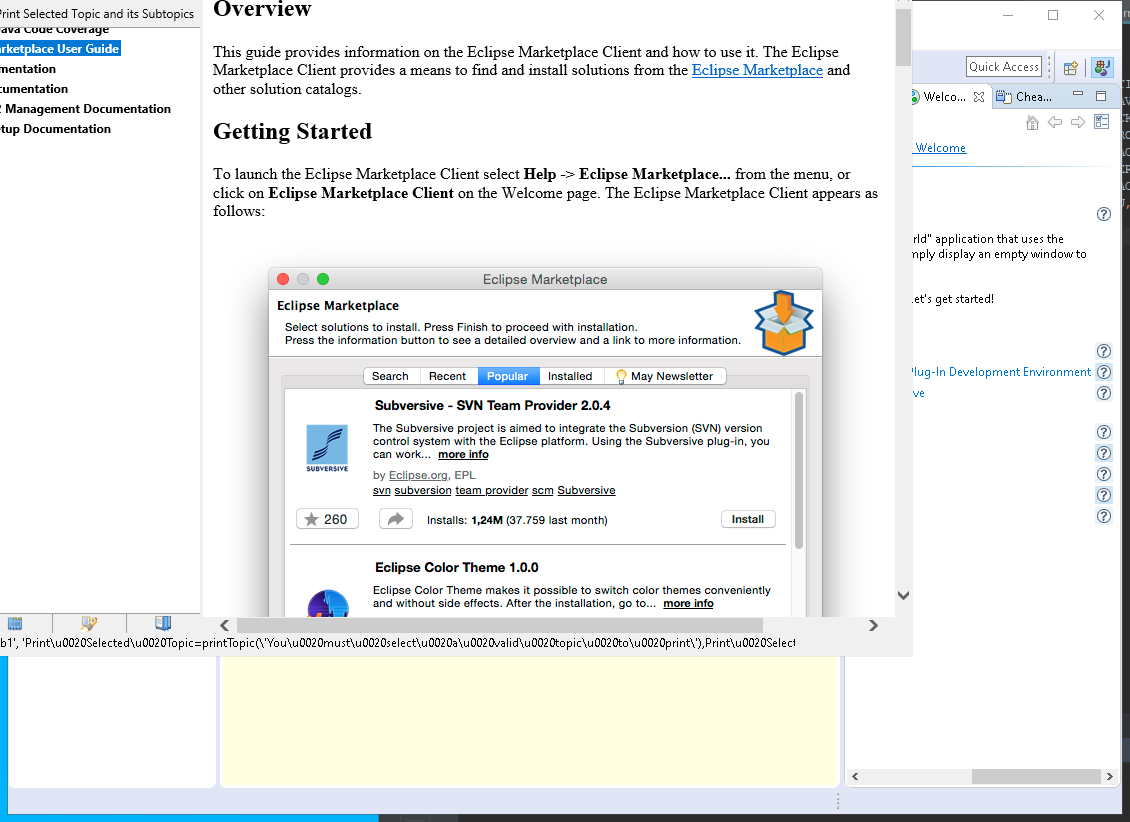 Print Selected Topic and its Subtopics
Java Code Coverage
rketplace User Guide
mentation
cumentation
2 Management Documentation
tup Documentation
Overview
This guide provides information on the Eclipse Marketplace Client and how to use it. The Eclipse
Marketplace Client provides a means to find and install solutions from the Eclipse Marketplace and
other solution catalogs.
Getting Started
To launch the Eclipse Marketplace Client select Help -> Eclipse Marketplace... from the menu, or
click on Eclipse Marketplace Client on the Welcome page. The Eclipse Marketplace Client appears as
follows:
Eclipse Marketplace
Eclipse Marketplace
Select solutions to install. Press Finish to proceed with installation.
Press the information button to see a detailed overview and a link to more information.
Search Recent Popular Installed May Newsletter
Subversive - SVN Team Provider 2.0.4
The Subversive project is aimed to integrate the Subversion (SVN) version
control system with the Eclipse platform. Using the Subversive plug-in, you
can work... more info
SUBVERSIVE
by Eclipse.org, EPL
svn subversion team provider scm Subversive
260 Installs: 1,24M (37.759 last month) Install
Eclipse Color Theme 1.0.0
Eclipse Color Theme makes it possible to switch color themes conveniently
and without side effects. After the installation, go to... more info
b1', 'Print\u0020Selected\u0020Topic=printTopic(\'You\u0020must\u0020select\u0020a\u0020valid\u0020topic\u0020to\u0020print\'),Print\u0020Select
Quick Access
Welco... Chea...
Welcome
rld" application that uses the
mply display an empty window to
Let's get started!
Plug-In Development Environment
ve